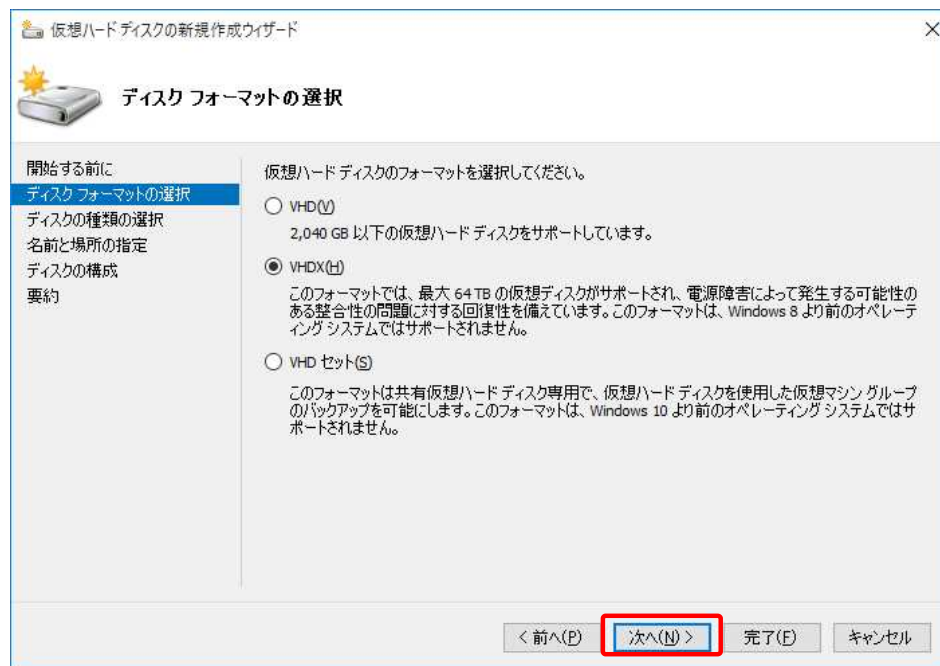 仮想ハード ディスクの新規作成ウィザード
ディスク フォーマットの選択
開始する前に
ディスク フォーマットの選択
ディスクの種類の選択
名前と場所の指定
ディスクの構成
要約
仮想ハード ディスクのフォーマットを選択してください。
VHD(V)
2,040 GB 以下の仮想ハード ディスクをサポートしています。
VHDX(H)
このフォーマットでは、最大 64 TB の仮想ディスクがサポートされ、電源障害によって発生する可能性の
ある整合性の問題に対する回復性を備えています。このフォーマットは、Windows 8 より前のオペレーテ
ィング システムではサポートされません。
VHD セット(S)
このフォーマットは共有仮想ハード ディスク専用で、仮想ハード ディスクを使用した仮想マシン グループ
のバックアップを可能にします。このフォーマットは、Windows 10 より前のオペレーティング システムではサ
ポートされません。
< 前へ(P)
次へ(N) >
完了(F)
キャンセル